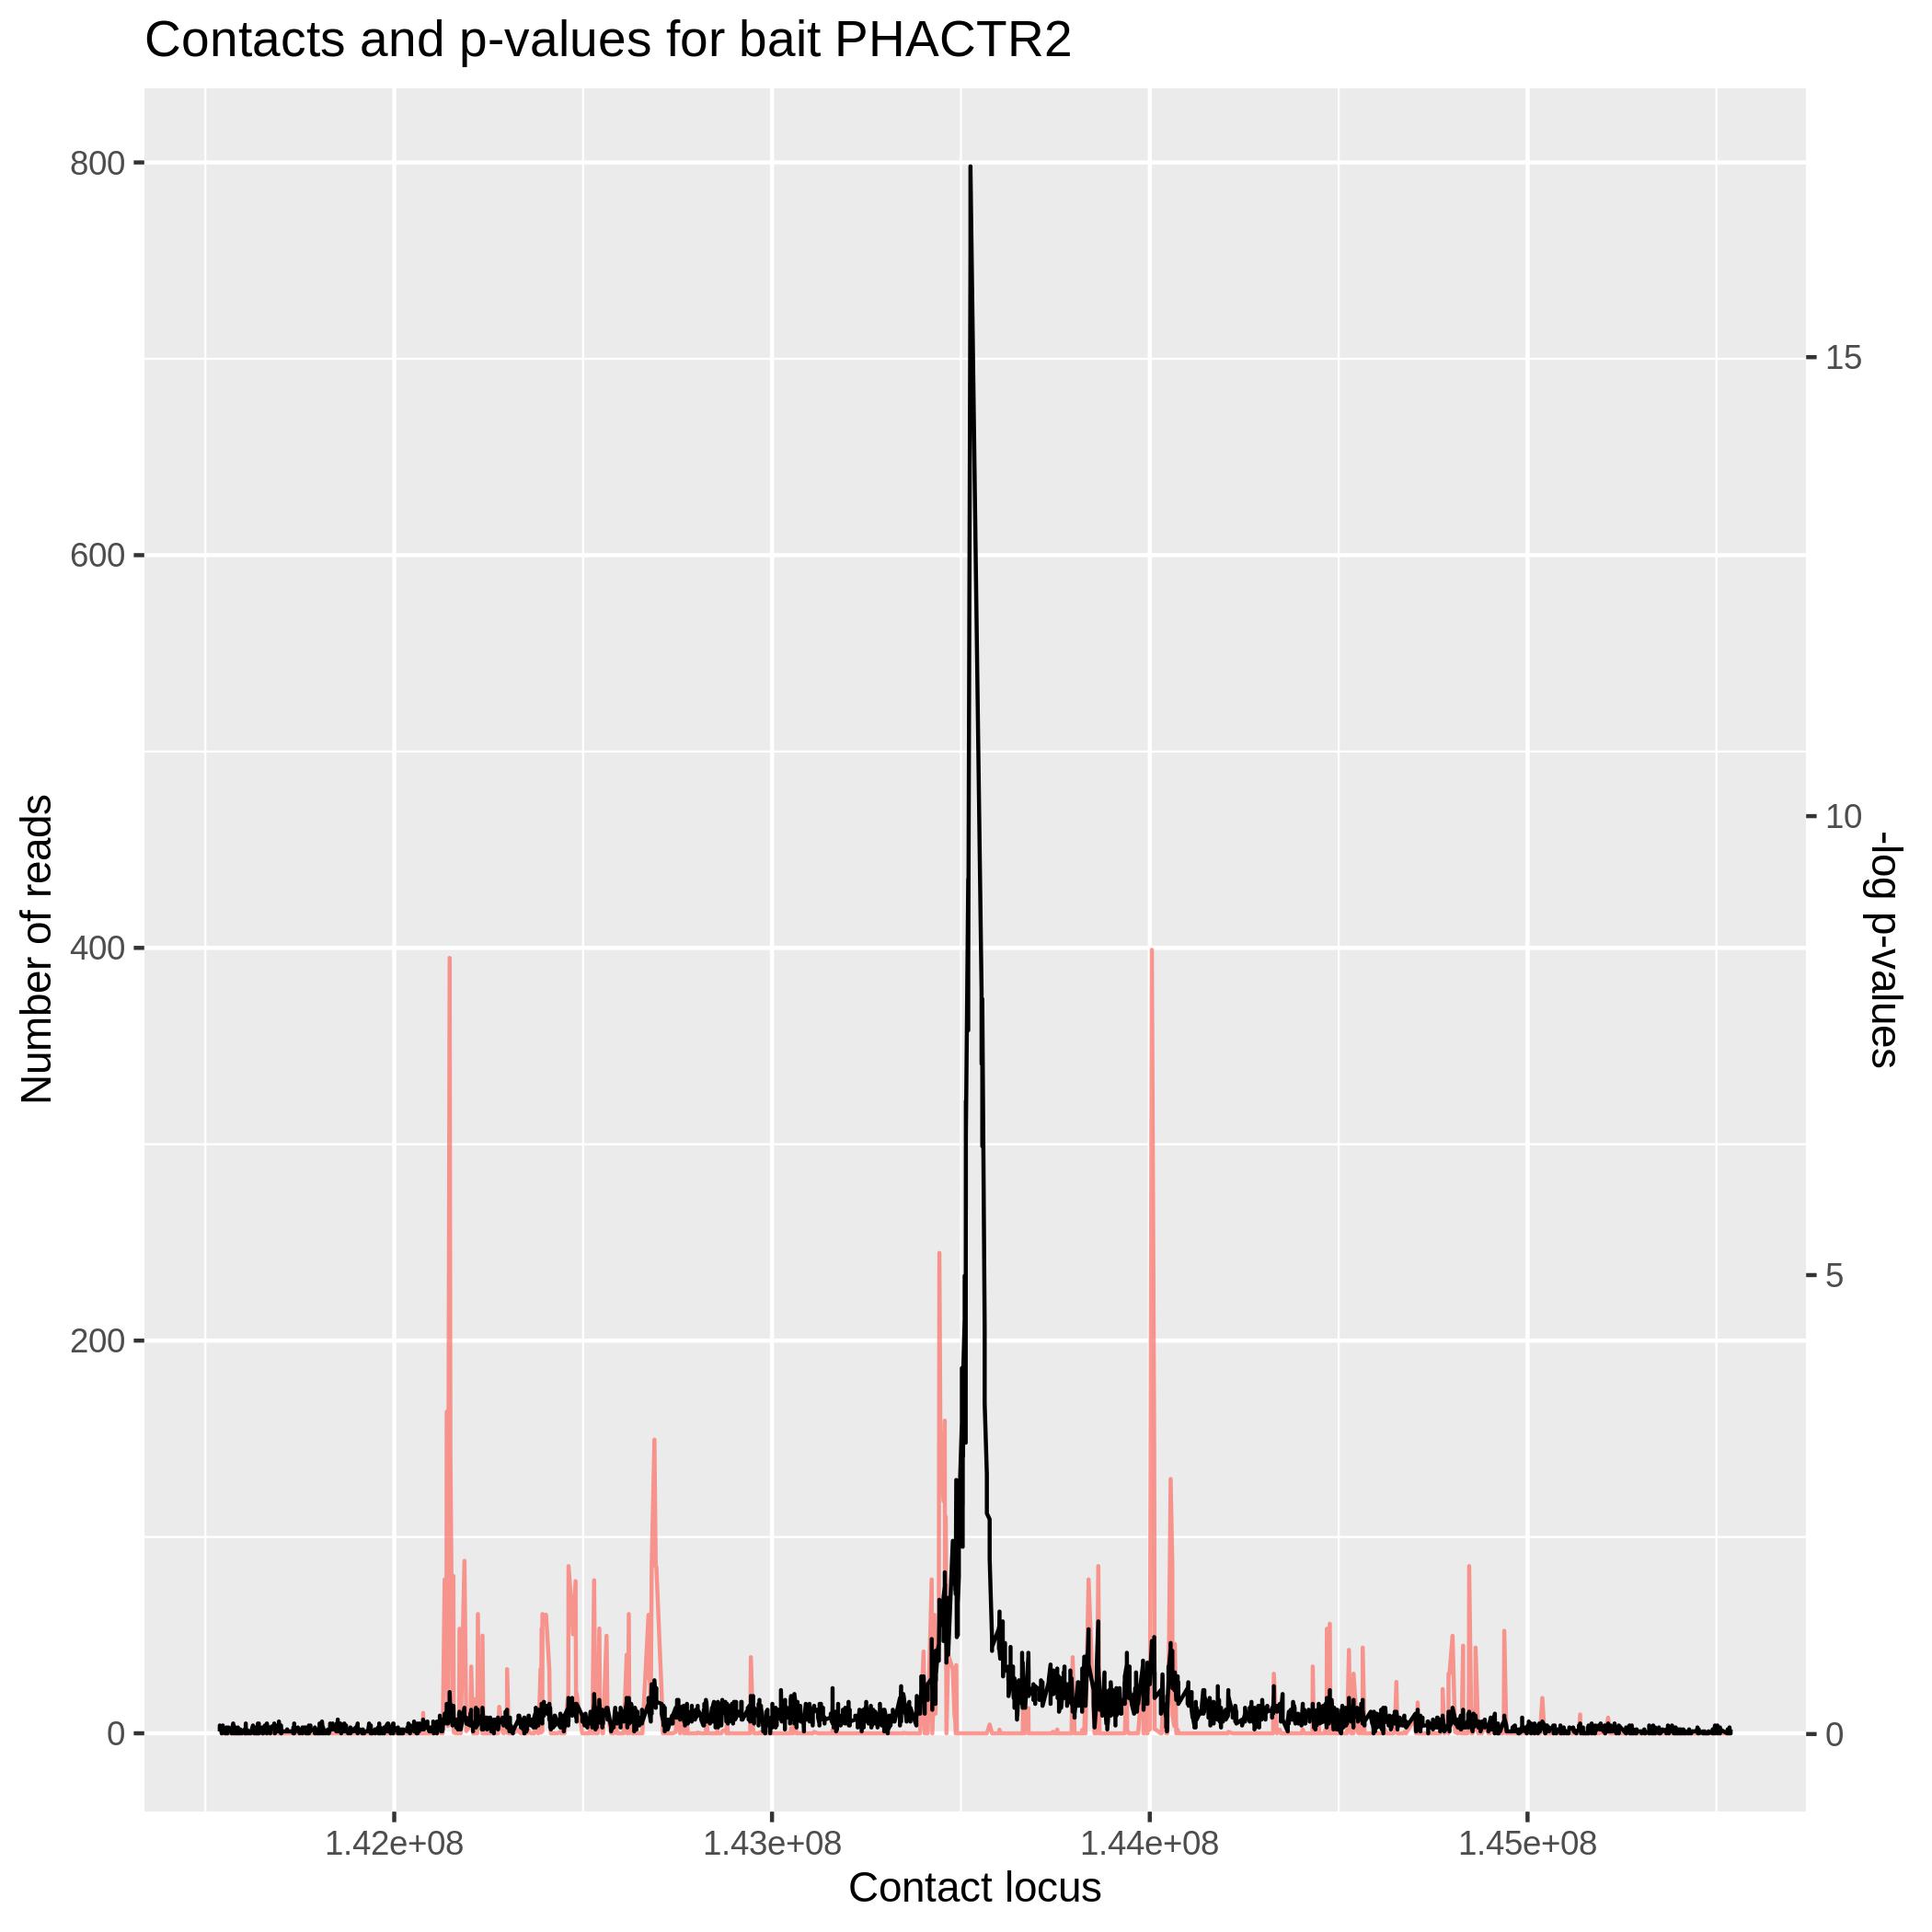 Contacts and p-values for bait PHACTR2
800
600
400
200
0
Number of reads
15
10
5
0
-log p-values
1.42e+08 1.43e+08 1.44e+08 1.45e+08
Contact locus